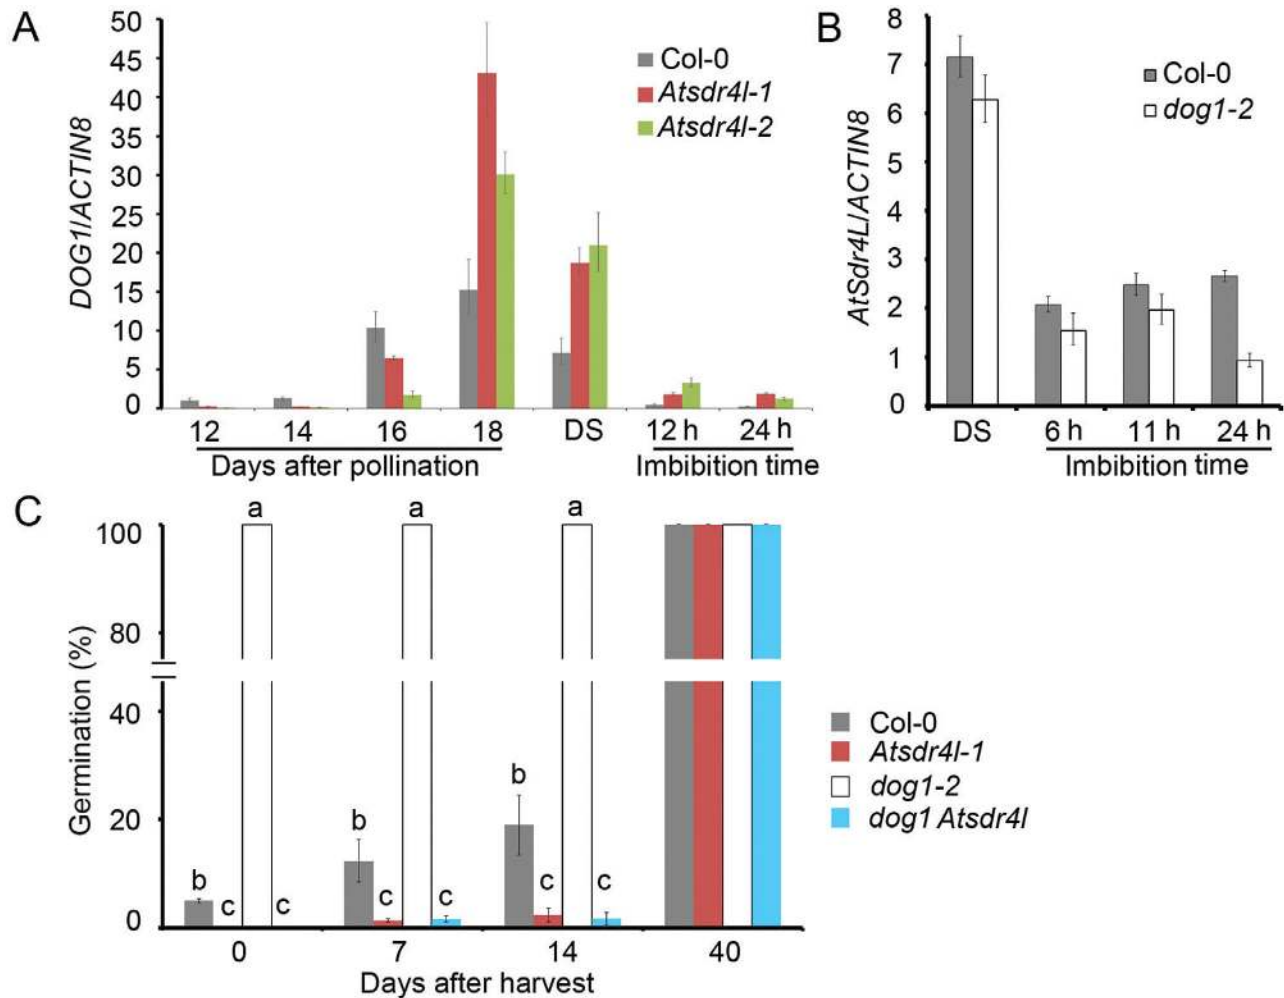 A
50
45
40
35
30
25
20
15
10
5
0
DOG1/ACTIN8
Col-0
Atsdr4l-1
Atsdr4l-2
12 14 16 18 DS 12 h 24 h
Days after pollination Imbibition time
B
8
7
6
5
4
3
2
1
0
AtSdr4L/ACTIN8
Col-0
dog1-2
DS 6 h 11 h 24 h
Imbibition time
C
100
80
40
20
0
Germination (%)
a a a
b c c
b c c
b c c
Col-0
Atsdr4l-1
dog1-2
dog1 Atsdr4l
0 7 14 40
Days after harvest